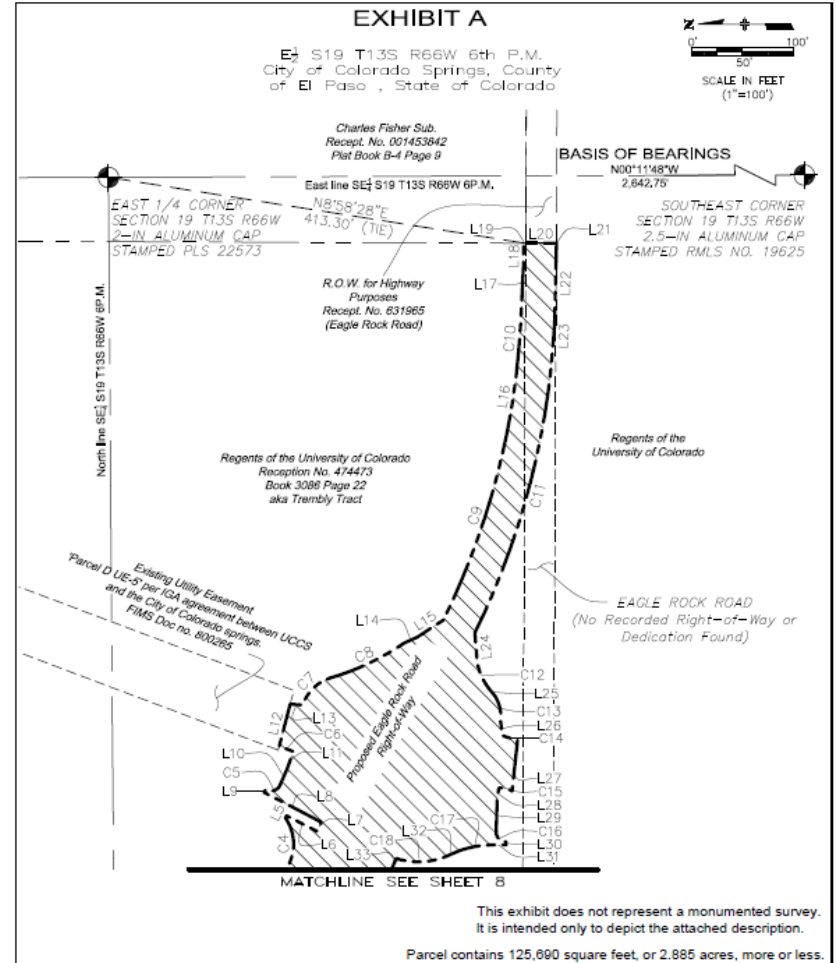 EXHIBIT A
E½ S19 T13S R66W 6th P.M.
City of Colorado Springs, County
of El Paso , State of Colorado
N
0' 100'
50'
SCALE IN FEET
(1"=100')
Charles Fisher Sub.
Recept. No. 001453842
Plat Book B-4 Page 9
BASIS OF BEARINGS
N00°11'48"W
2,642.75'
East line SE¼ S19 T13S R66W 6P.M.
EAST 1/4 CORNER
SECTION 19 T13S R66W
2-IN ALUMINUM CAP
STAMPED PLS 22573
N8°58'28"E
413.30' (TIE)
SOUTHEAST CORNER
SECTION 19 T13S R66W
2.5-IN ALUMINUM CAP
STAMPED RMLS NO. 19625
L19
L20
L21
L18
L17
L22
R.O.W. for Highway
Purposes
Recept. No. 631965
(Eagle Rock Road)
C10
L23
North line SE¼ S19 T13S R66W 6P.M.
L16
Regents of the University of Colorado
Reception No. 474473
Book 3086 Page 22
aka Trembly Tract
Regents of the
University of Colorado
C11
C9
Existing Utility Easement
'Parcel D UE-5' per IGA agreement between UCCS
and the City of Colorado springs.
FIMS Doc no. 800265
EAGLE ROCK ROAD
(No Recorded Right-of-Way or
Dedication Found)
L14
L15
L24
C8
C7
C12
L25
Proposed Eagle Rock Road
Right-of-Way
L13
L12
C13
L26
C6
C14
L10
L11
C5
L27
L9
L8
C15
L28
L5
L7
L29
C17
L32
C16
C4
L6
C18
L30
L33
L31
MATCHLINE SEE SHEET 8
This exhibit does not represent a monumented survey.
It is intended only to depict the attached description.
Parcel contains 125,690 square feet, or 2.885 acres, more or less.